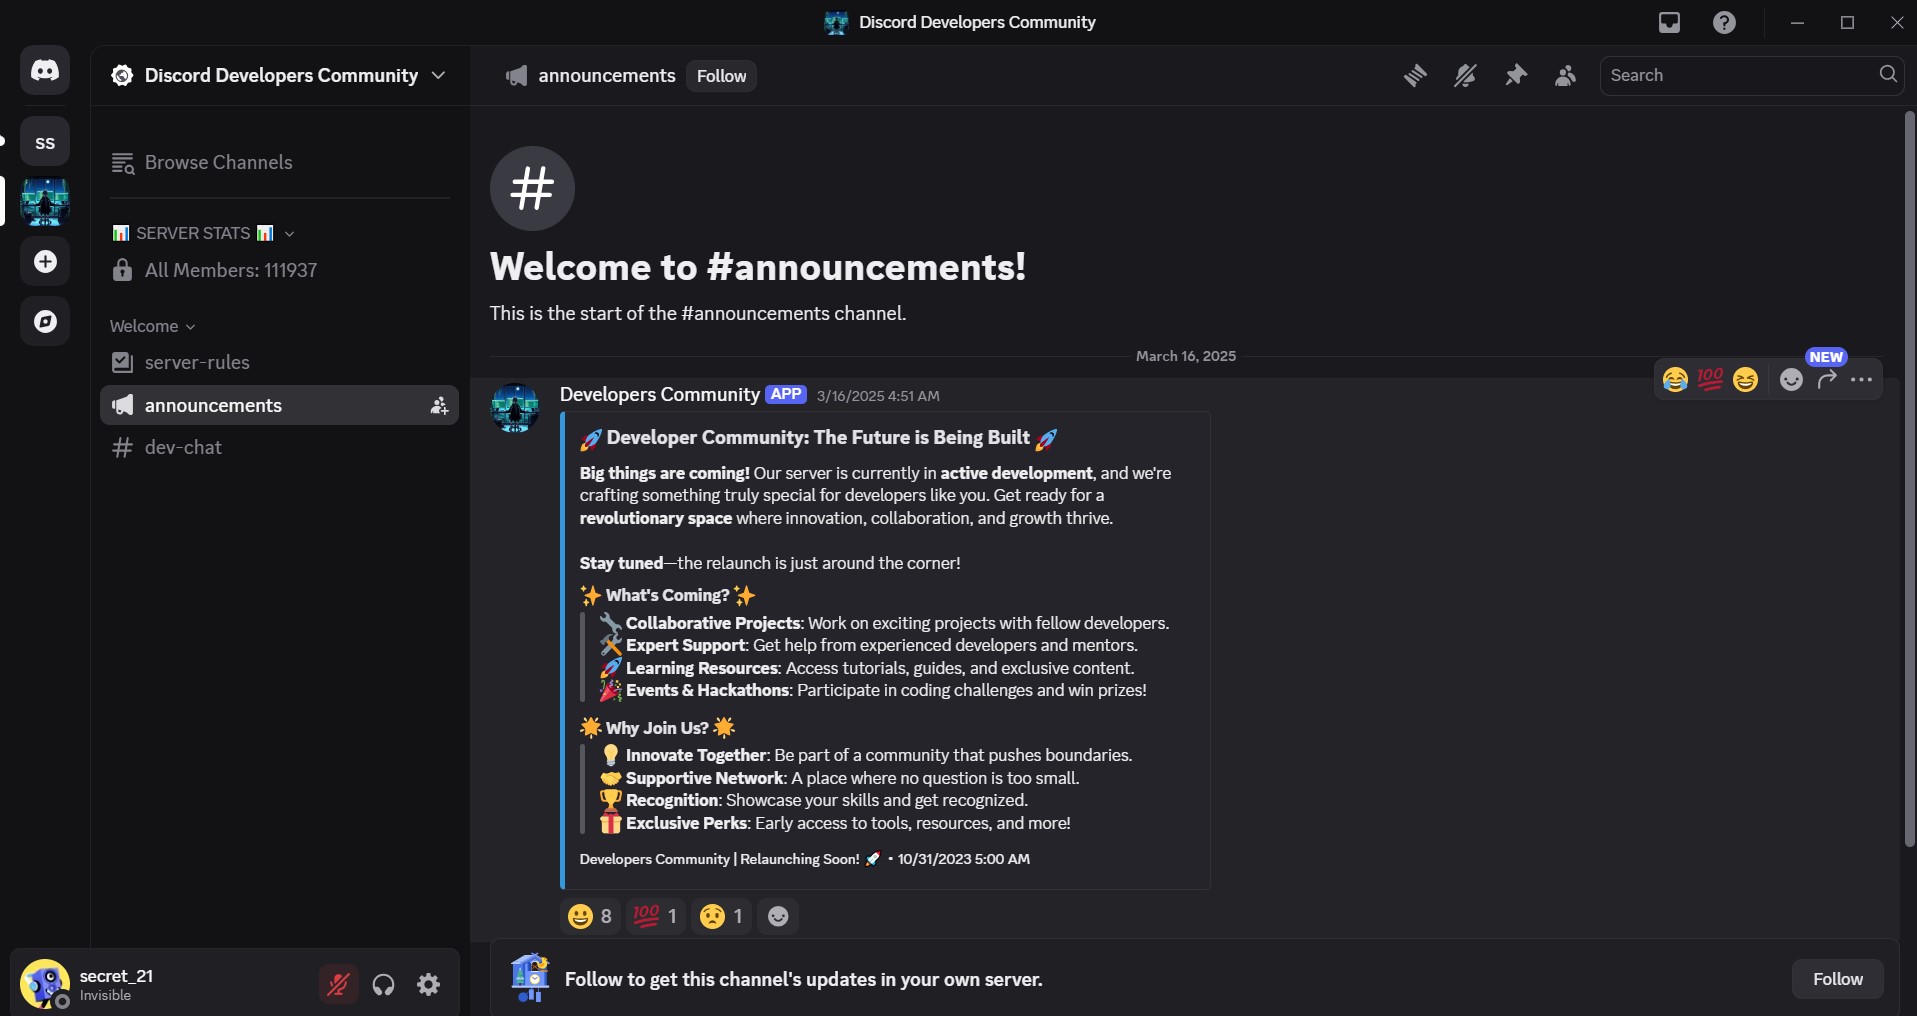 Discord Developers Community
Discord Developers Community
announcements
Follow
Search
ss
Browse Channels
📊 SERVER STATS 📊
All Members: 111937
Welcome
server-rules
announcements
dev-chat
#
Welcome to #announcements!
This is the start of the #announcements channel.
March 16, 2025
NEW
Developers Community APP 3/16/2025 4:51 AM
🚀 Developer Community: The Future is Being Built 🚀
Big things are coming! Our server is currently in active development, and we're
crafting something truly special for developers like you. Get ready for a
revolutionary space where innovation, collaboration, and growth thrive.
Stay tuned—the relaunch is just around the corner!
✨ What's Coming? ✨
🔧 Collaborative Projects: Work on exciting projects with fellow developers.
🛠️ Expert Support: Get help from experienced developers and mentors.
🚀 Learning Resources: Access tutorials, guides, and exclusive content.
🎉 Events & Hackathons: Participate in coding challenges and win prizes!
🌟 Why Join Us? 🌟
💡 Innovate Together: Be part of a community that pushes boundaries.
🤝 Supportive Network: A place where no question is too small.
🏆 Recognition: Showcase your skills and get recognized.
🎁 Exclusive Perks: Early access to tools, resources, and more!
Developers Community | Relaunching Soon! 🚀 • 10/31/2023 5:00 AM
😀 8 💯 1 😟 1
Follow to get this channel's updates in your own server.
Follow
secret_21
Invisible